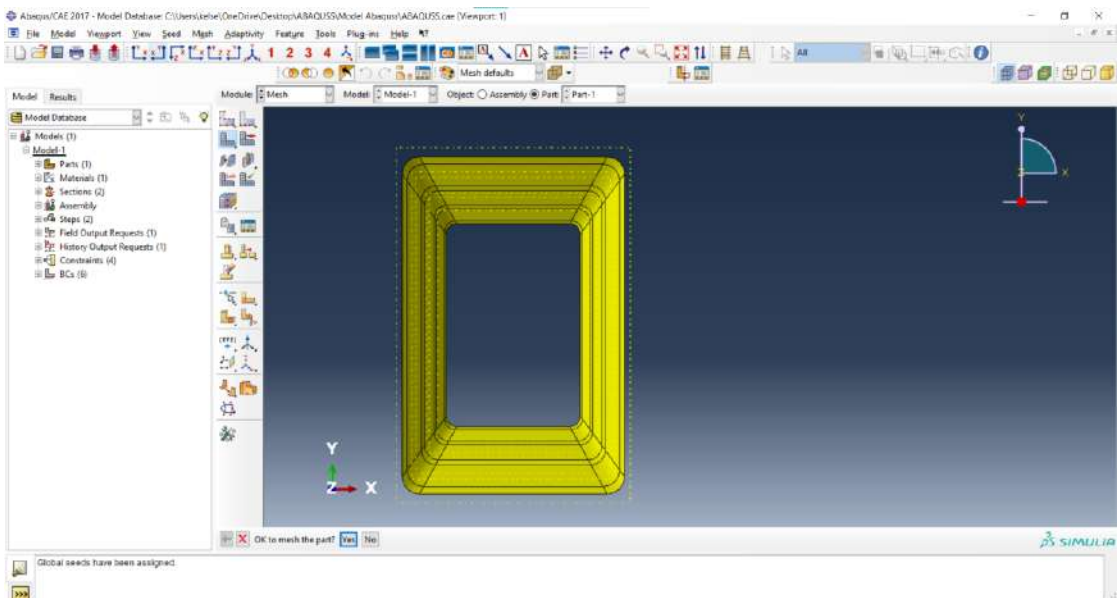 Abaqus/CAE 2017 - Model Database: C:\Users\kelse\OneDrive\Desktop\ABAQUSS\Model Abaquss\ABAQUSS.cae [Viewport: 1]
File Model Viewport View Seed Mesh Adaptivity Feature Tools Plug-ins Help
1 2 3 4 A All
Mesh defaults
Model Results Module: Mesh Model: Model-1 Object: Assembly Part: Part-1
Model Database
Models (1)
Model-1
Parts (1)
Materials (1)
Sections (2)
Assembly
Steps (2)
Field Output Requests (1)
History Output Requests (1)
Constraints (4)
BCs (6)
Y
X
Z
Y
Z X
OK to mesh the part? Yes No
SIMULIA
Global seeds have been assigned.
>>>